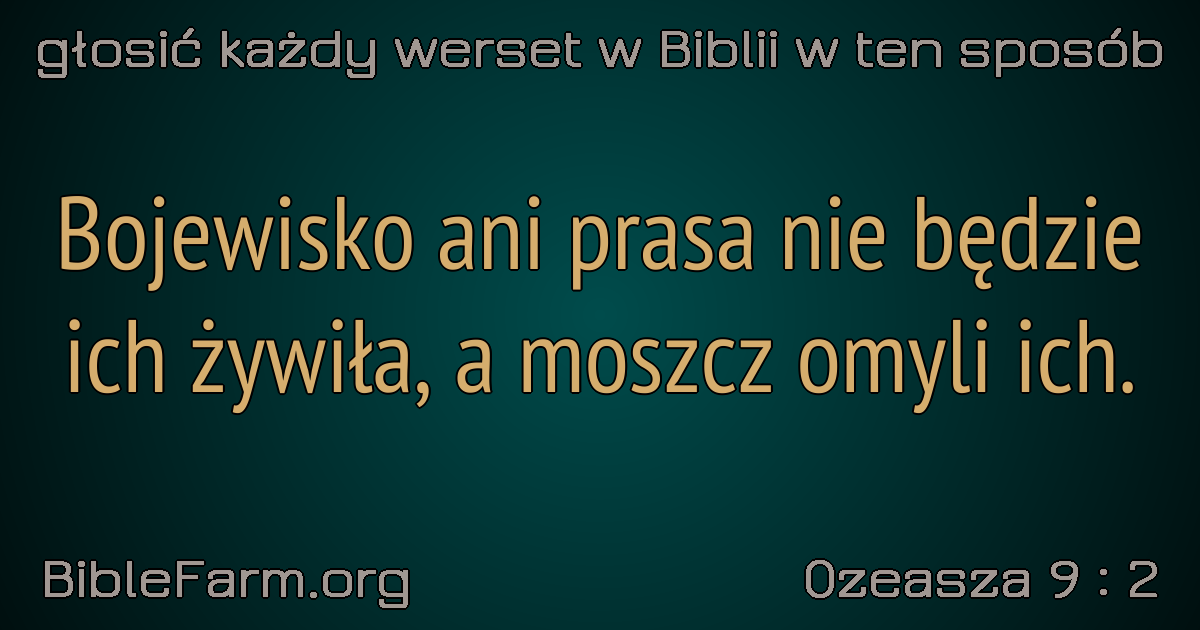 głosić każdy werset w Biblii w ten sposób
Bojewisko ani prasa nie będzie
ich żywiła, a moszcz omyli ich.
BibleFarm.org
Ozeasza 9 : 2